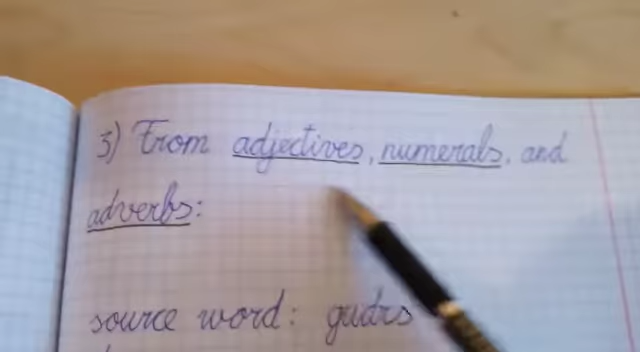 3) From adjectives, numerals, and
adverbs:
source word: gudrs